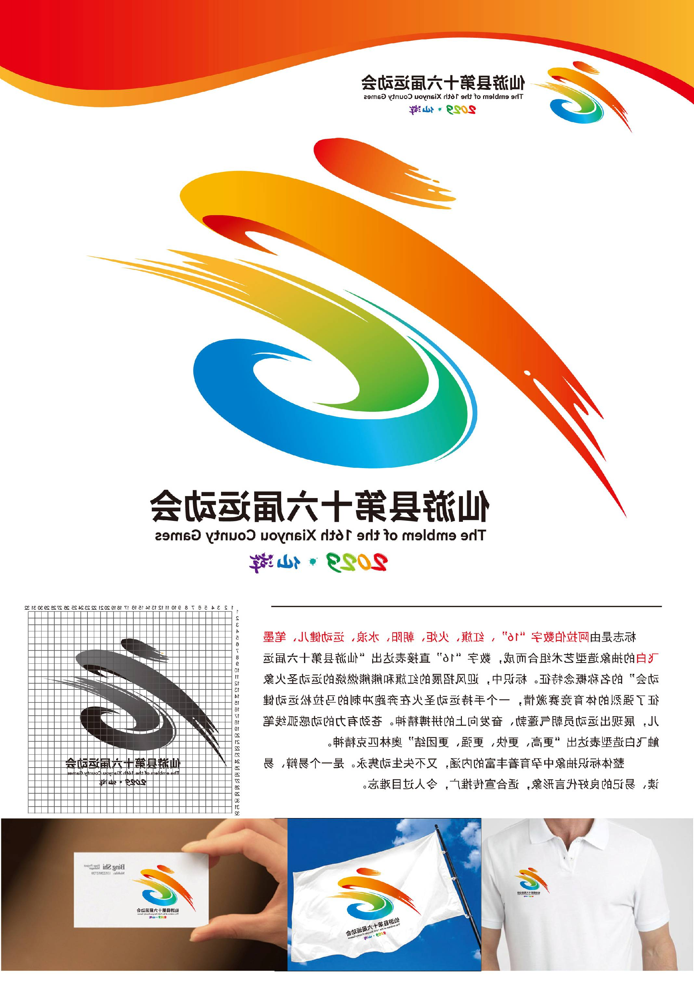 仙游县第十六届运动会
The emblem of the 16th Xianyou County Games
2023 · 仙游
仙游县第十六届运动会
The emblem of the 16th Xianyou County Games
2023 · 仙游
标志是由阿拉伯数字“16”、红旗、火炬、朝阳、水浪、运动健儿、笔墨
飞白的抽象造型艺术组合而成，数字“16”直接表达出“仙游县第十六届运
动会”的名称概念特征。标识中，迎风招展的红旗和熊熊燃烧的运动圣火象
征了强烈的体育竞赛激情，一个手持运动圣火在奔跑冲刺的马拉松运动健
儿，展现出运动员朝气蓬勃、奋发向上的拼搏精神。苍劲有力的动感弧线笔
触飞白造型表达出“更高、更快、更强、更团结”奥林匹克精神。
整体标识抽象中孕育着丰富的内涵，又不失生动隽永。是一个易辩、易
读、易记的良好代言形象，适合宣传推广，令人过目难忘。
1 2 3 4 5 6 7 8 9 10 11 12 13 14 15 16 17 18 19 20 21 22 23 24 25 26 27 28 29 30 31 32
1
2
3
4
5
6
7
8
9
10
11
12
13
14
15
16
17
18
19
20
21
22
23
24
25
26
27
28
29
30
31
32
仙游县第十六届运动会
The emblem of the 16th Xianyou County Games
2023 · 仙游
仙游县第十六届运动会
2023 · 仙游
仙游县第十六届运动会
The emblem of the 16th Xianyou County Games
2023 · 仙游
Bing Shi
Manager
Mobile:
仙游县第十六届运动会
The emblem of the 16th Xianyou County Games
2023 · 仙游